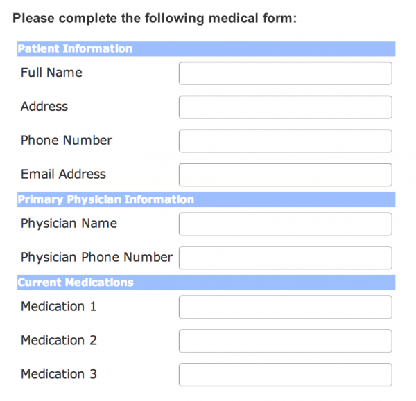 Please complete the following medical form:
Patient Information
Full Name
Address
Phone Number
Email Address
Primary Physician Information
Physician Name
Physician Phone Number
Current Medications
Medication 1
Medication 2
Medication 3